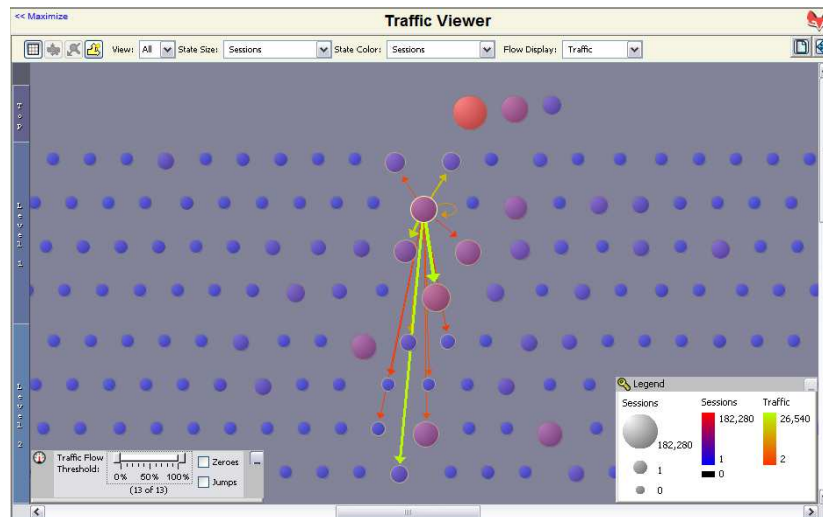 << Maximize
Traffic Viewer
View: All State Size: Sessions State Color: Sessions Flow Display: Traffic
Top
Level 1
Level 2
Legend
Sessions Sessions Traffic
182,280 182,280 26,540
1 1 2
0 0
Traffic Flow
Threshold:
0% 50% 100%
(13 of 13)
Zeroes
Jumps